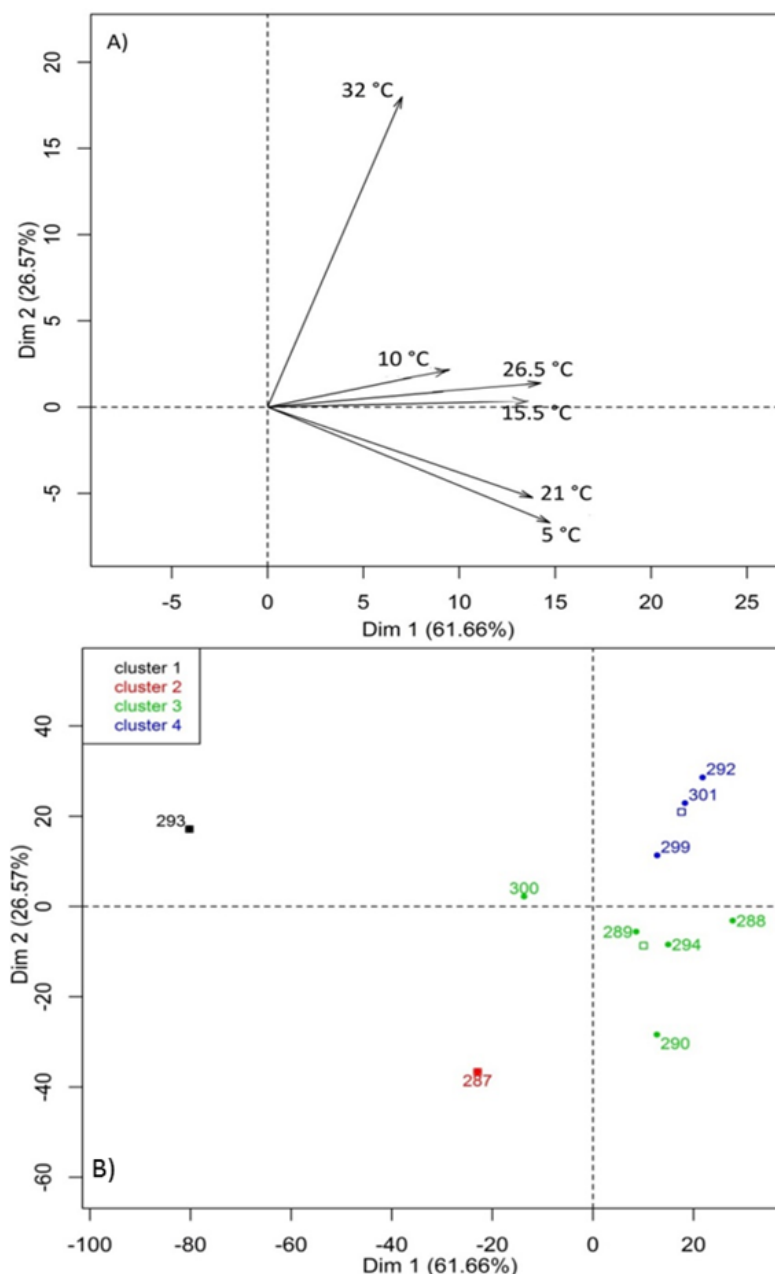 A)
20
15
10
5
0
-5
Dim 2 (26.57%)
32 °C
10 °C
26.5 °C
15.5 °C
21 °C
5 °C
-5 0 5 10 15 20 25
Dim 1 (61.66%)
cluster 1
cluster 2
cluster 3
cluster 4
40
20
0
-20
-40
-60
Dim 2 (26.57%)
292
301
293
299
300
289
288
294
290
287
B)
-100 -80 -60 -40 -20 0 20
Dim 1 (61.66%)